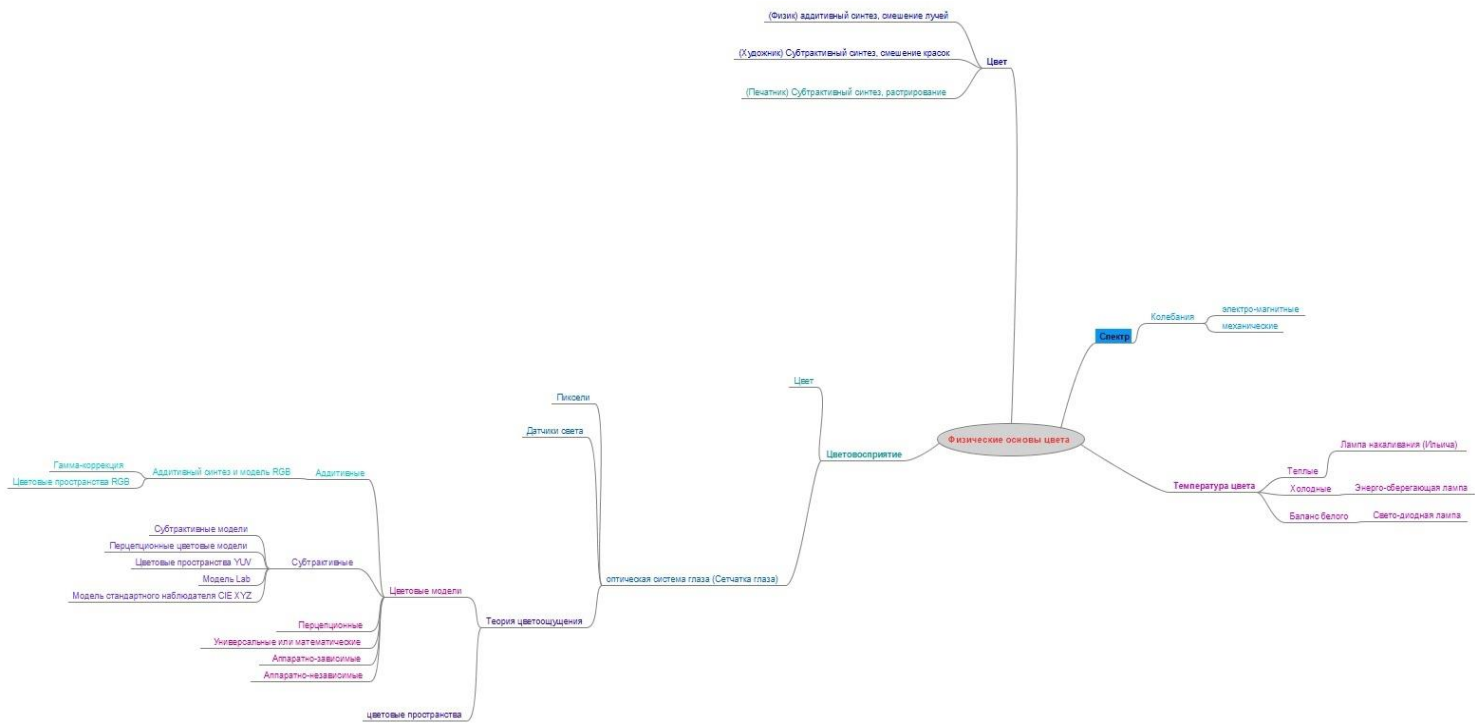 (Физик) аддитивный синтез, смешение лучей
(Художник) Субтрактивный синтез, смешение красок
Цвет
(Печатник) Субтрактивный синтез, растрирование
электро-магнитные
Колебания
механические
Спектр
Цвет
Пиксели
Датчики света
Физические основы цвета
Лампа накаливания (Ильича)
Цветовосприятие
Гамма-коррекция
Аддитивный синтез и модель RGB
Аддитивные
Теплые
Цветовые пространства RGB
Температура цвета
Холодные
Энерго-сберегающая лампа
Баланс белого
Свето-диодная лампа
Субтрактивные модели
Перцепционные цветовые модели
Цветовые пространства YUV
Субтрактивные
Модель Lab
оптическая система глаза (Сетчатка глаза)
Цветовые модели
Модель стандартного наблюдателя CIE XYZ
Теория цветоощущения
Перцепционные
Универсальные или математические
Аппаратно-зависимые
Аппаратно-независимые
цветовые пространства